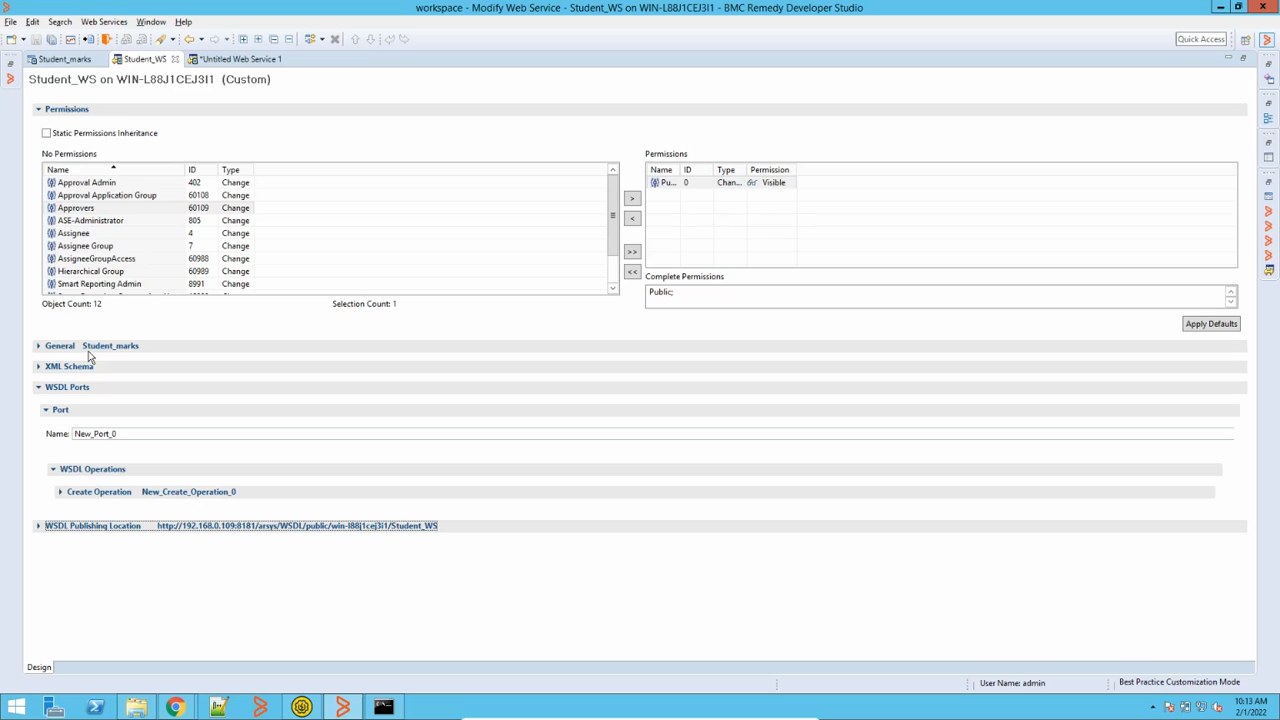 workspace - Modify Web Service - Student_WS on WIN-L88J1CEJ3I1 - BMC Remedy Developer Studio
File Edit Search Web Services Window Help
Quick Access
Student_marks Student_WS *Untitled Web Service 1
Student_WS on WIN-L88J1CEJ3I1 (Custom)
Permissions
Static Permissions Inheritance
No Permissions Permissions
Name ID Type Name ID Type Permission
Approval Admin 402 Change Pu... 0 Chan... Visible
Approval Application Group 60108 Change
Approvers 60109 Change
ASE-Administrator 805 Change
Assignee 4 Change
Assignee Group 7 Change
AssigneeGroupAccess 60988 Change
Hierarchical Group 60989 Change
Complete Permissions
Smart Reporting Admin 8991 Change
Public;
Object Count: 12 Selection Count: 1
Apply Defaults
General Student_marks
XML Schema
WSDL Ports
Port
Name: New_Port_0
WSDL Operations
Create Operation New_Create_Operation_0
WSDL Publishing Location http://192.168.0.109:8181/arsys/WSDL/public/win-l88j1cej3i1/Student_WS
Design
User Name: admin Best Practice Customization Mode
10:13 AM
2/1/2022